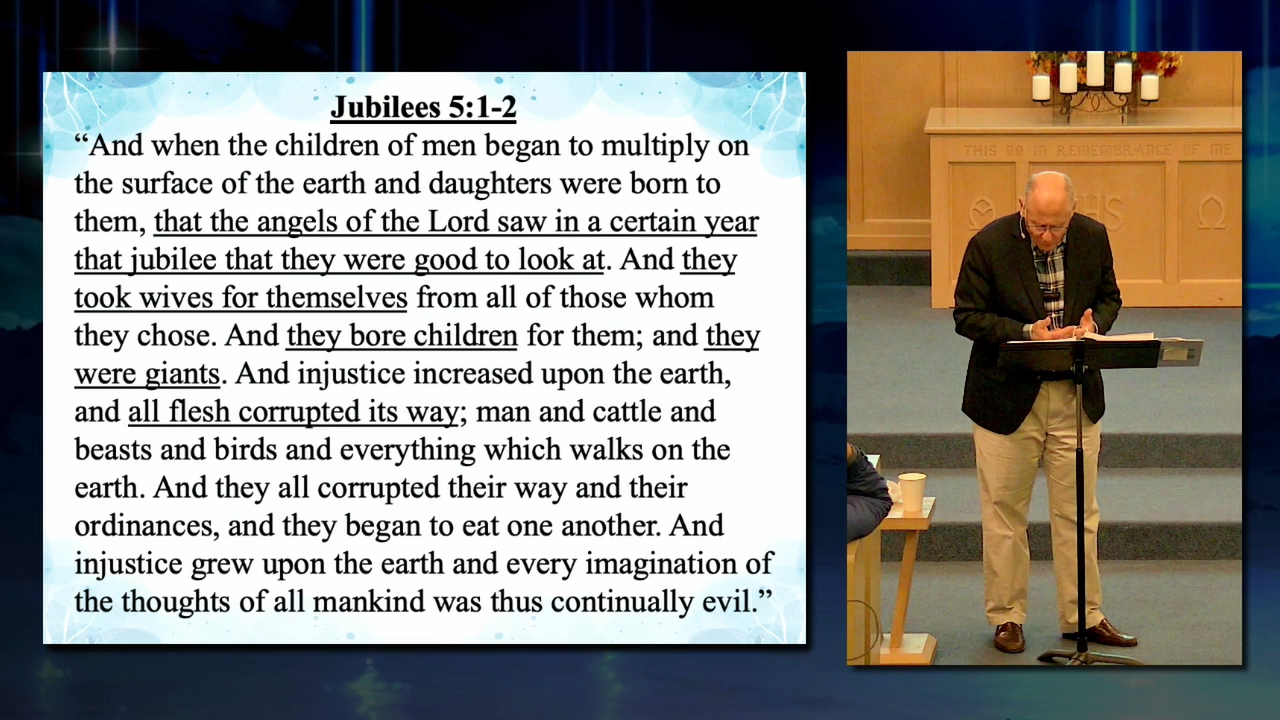 Jubilees 5:1-2
“And when the children of men began to multiply on
the surface of the earth and daughters were born to
them, that the angels of the Lord saw in a certain year
that jubilee that they were good to look at. And they
took wives for themselves from all of those whom
they chose. And they bore children for them; and they
were giants. And injustice increased upon the earth,
and all flesh corrupted its way; man and cattle and
beasts and birds and everything which walks on the
earth. And they all corrupted their way and their
ordinances, and they began to eat one another. And
injustice grew upon the earth and every imagination of
the thoughts of all mankind was thus continually evil.”
THIS DO IN REMEMBRANCE OF ME
IHS
Ω